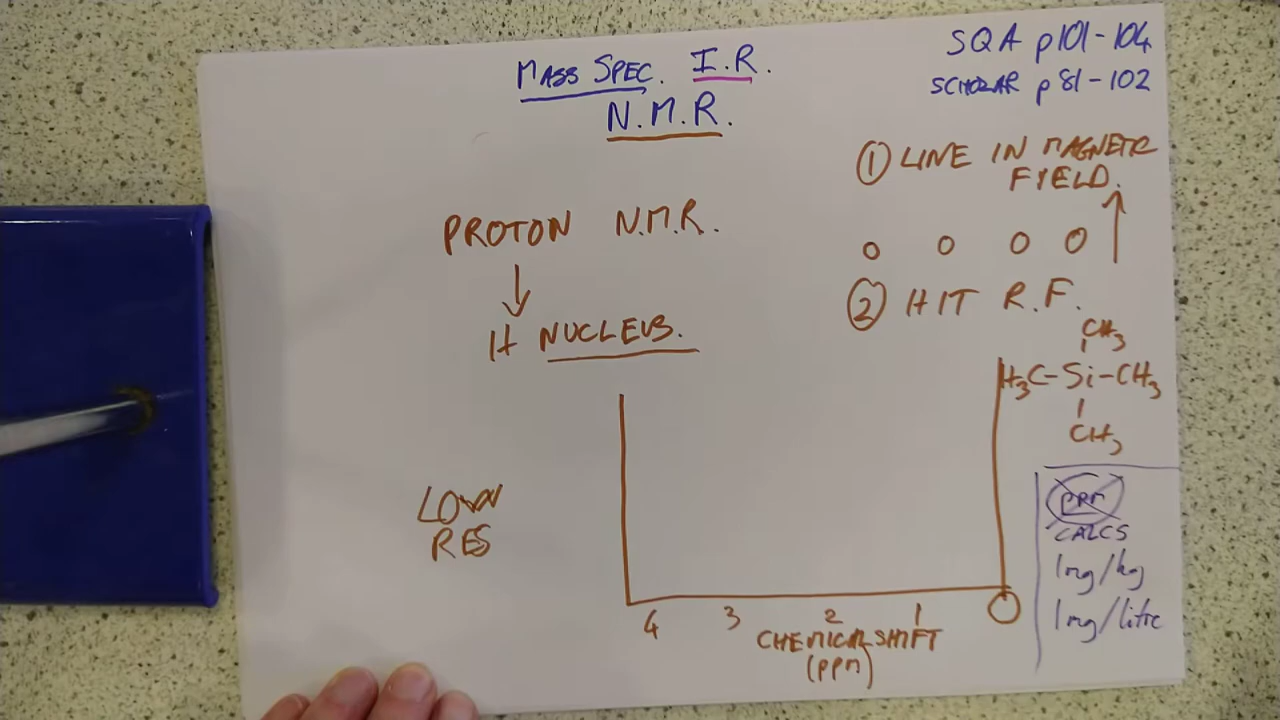 MASS SPEC. I.R.
N.M.R.
SQA p101-104
SCHOLAR p81-102
① LINE IN MAGNETIC
FIELD.
PROTON N.M.R.
H NUCLEUS.
② HIT R.F.
CH3
H3C-Si-CH3
CH3
LOW
RES
4 3 2 1 0
CHEMICAL SHIFT
(ppm)
ppm
CALCS
1mg/kg
1mg/litre